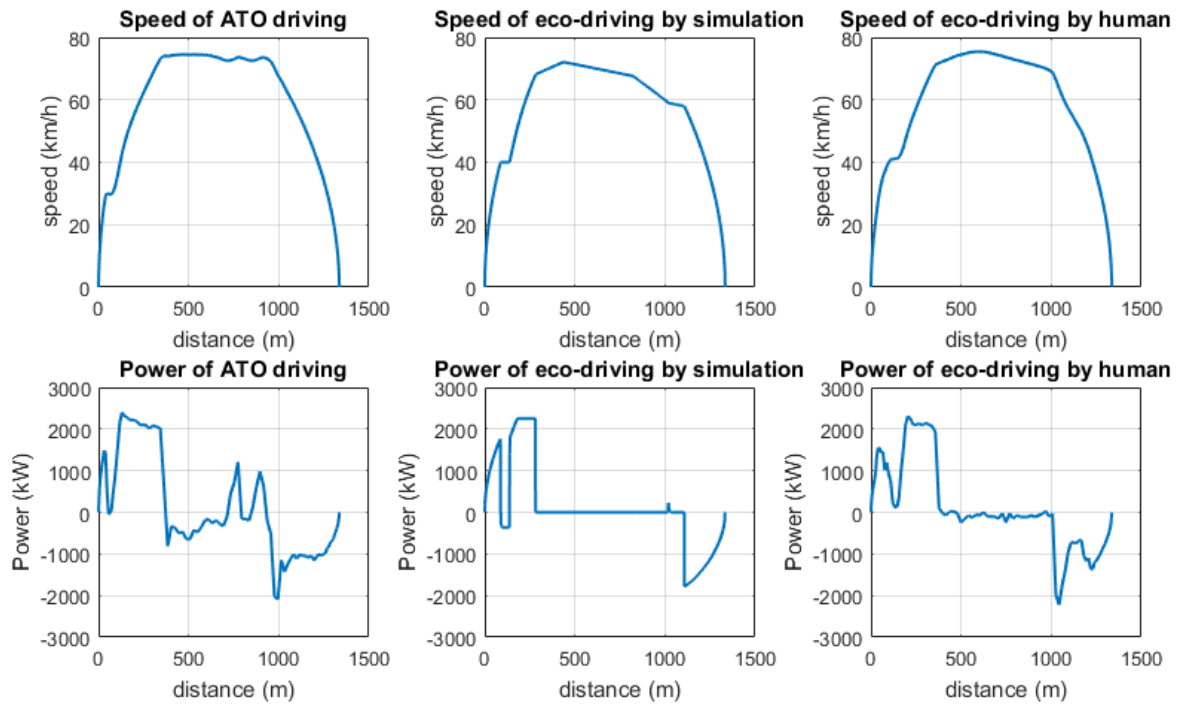 Speed of ATO driving
80
60
40
20
0
speed (km/h)
0 500 1000 1500
distance (m)
Speed of eco-driving by simulation
80
60
40
20
0
speed (km/h)
0 500 1000 1500
distance (m)
Speed of eco-driving by human
80
60
40
20
0
speed (km/h)
0 500 1000 1500
distance (m)
Power of ATO driving
3000
2000
1000
0
-1000
-2000
-3000
Power (kW)
0 500 1000 1500
distance (m)
Power of eco-driving by simulation
3000
2000
1000
0
-1000
-2000
-3000
Power (kW)
0 500 1000 1500
distance (m)
Power of eco-driving by human
3000
2000
1000
0
-1000
-2000
-3000
Power (kW)
0 500 1000 1500
distance (m)